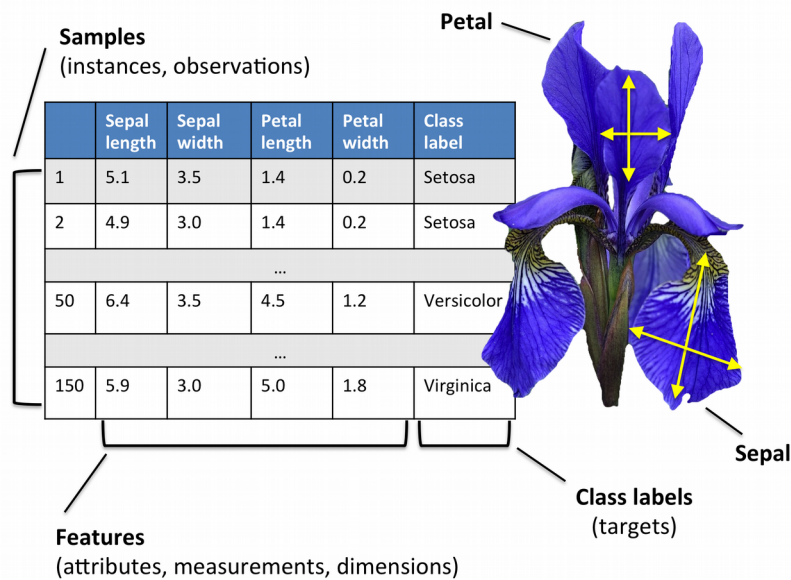 Samples
(instances, observations)
Petal
Sepal length Sepal width Petal length Petal width Class label
1 5.1 3.5 1.4 0.2 Setosa
2 4.9 3.0 1.4 0.2 Setosa
...
50 6.4 3.5 4.5 1.2 Versicolor
...
150 5.9 3.0 5.0 1.8 Virginica
Sepal
Class labels
(targets)
Features
(attributes, measurements, dimensions)